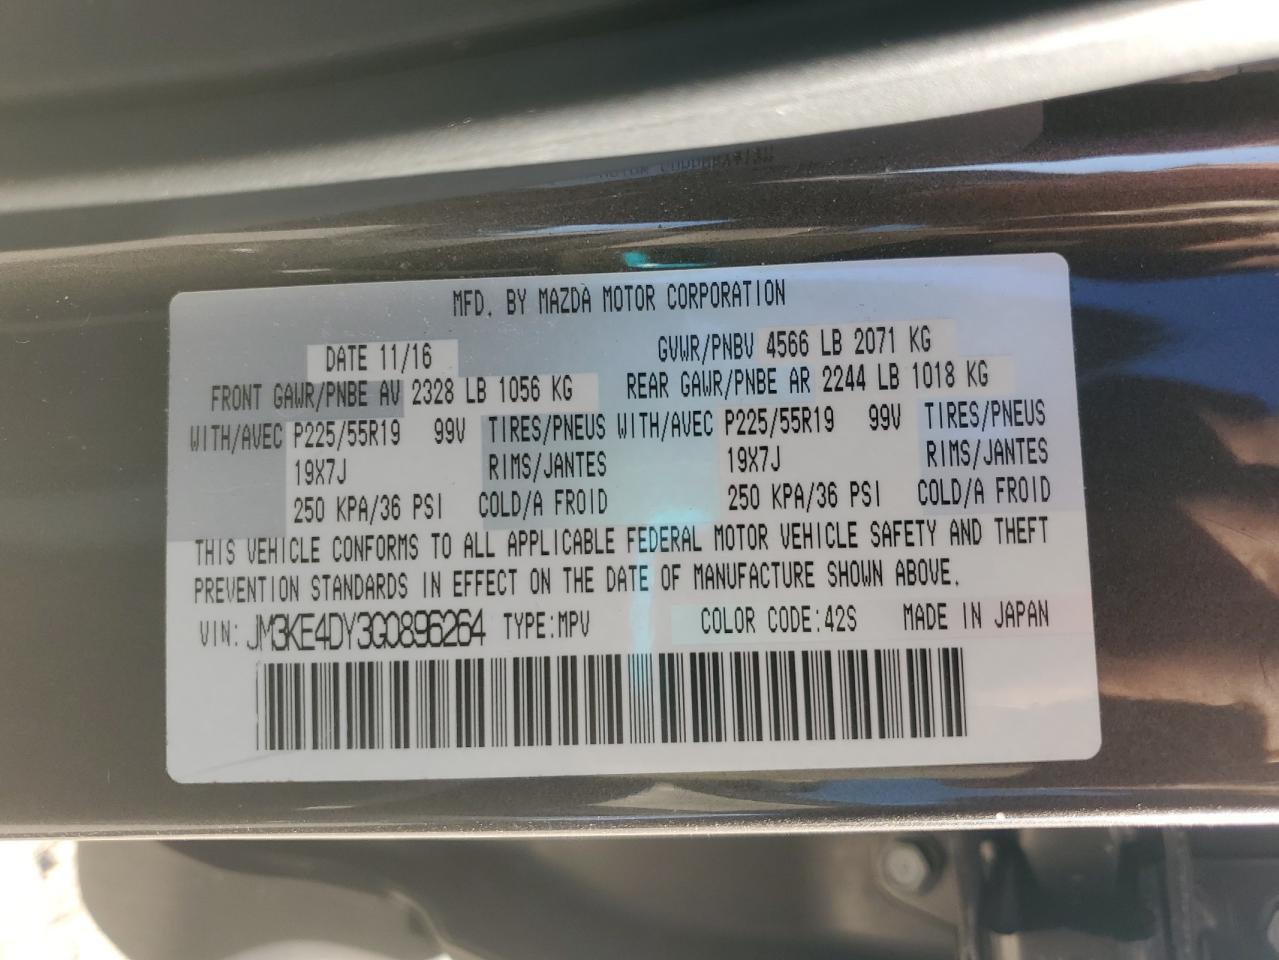 MFD. BY MAZDA MOTOR CORPORATION
DATE 11/16 GVWR/PNBV 4566 LB 2071 KG
FRONT GAWR/PNBE AV 2328 LB 1056 KG REAR GAWR/PNBE AR 2244 LB 1018 KG
WITH/AVEC P225/55R19 99V TIRES/PNEUS WITH/AVEC P225/55R19 99V TIRES/PNEUS
19X7J RIMS/JANTES 19X7J RIMS/JANTES
250 KPA/36 PSI COLD/A FROID 250 KPA/36 PSI COLD/A FROID
THIS VEHICLE CONFORMS TO ALL APPLICABLE FEDERAL MOTOR VEHICLE SAFETY AND THEFT
PREVENTION STANDARDS IN EFFECT ON THE DATE OF MANUFACTURE SHOWN ABOVE.
VIN: JM3KE4DY3G0896264 TYPE:MPV COLOR CODE:42S MADE IN JAPAN